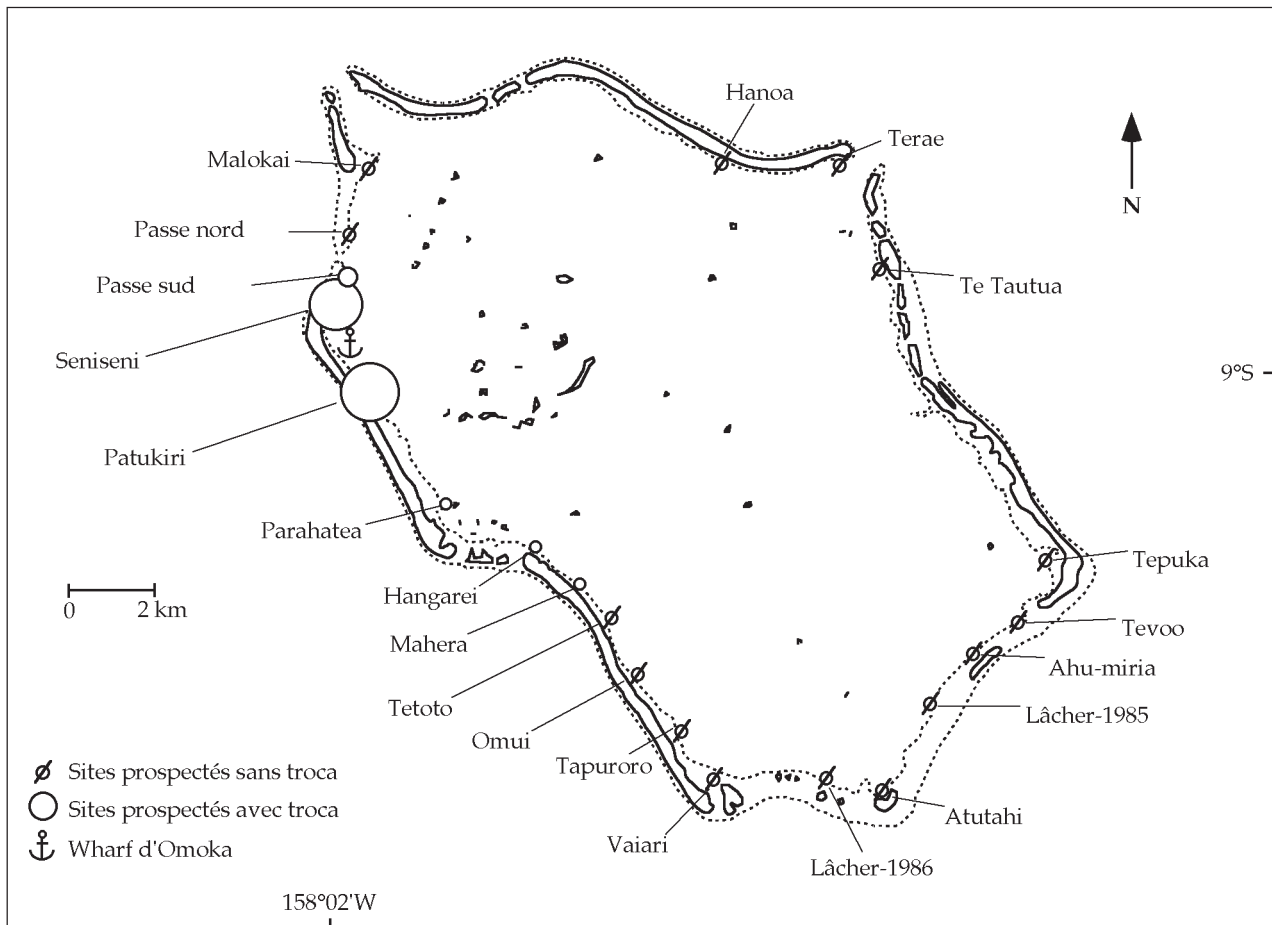 Hanoa
Terae
Malokai
N
Passe nord
Passe sud
Te Tautua
Seniseni
9°S
Patukiri
Parahatea
Tepuka
0 2 km
Hangarei
Tevoo
Mahera
Ahu-miria
Tetoto
Lâcher-1985
Omui
Tapuroro
Sites prospectés sans troca
Sites prospectés avec troca
Atutahi
Vaiari
Wharf d'Omoka
Lâcher-1986
158°02'W